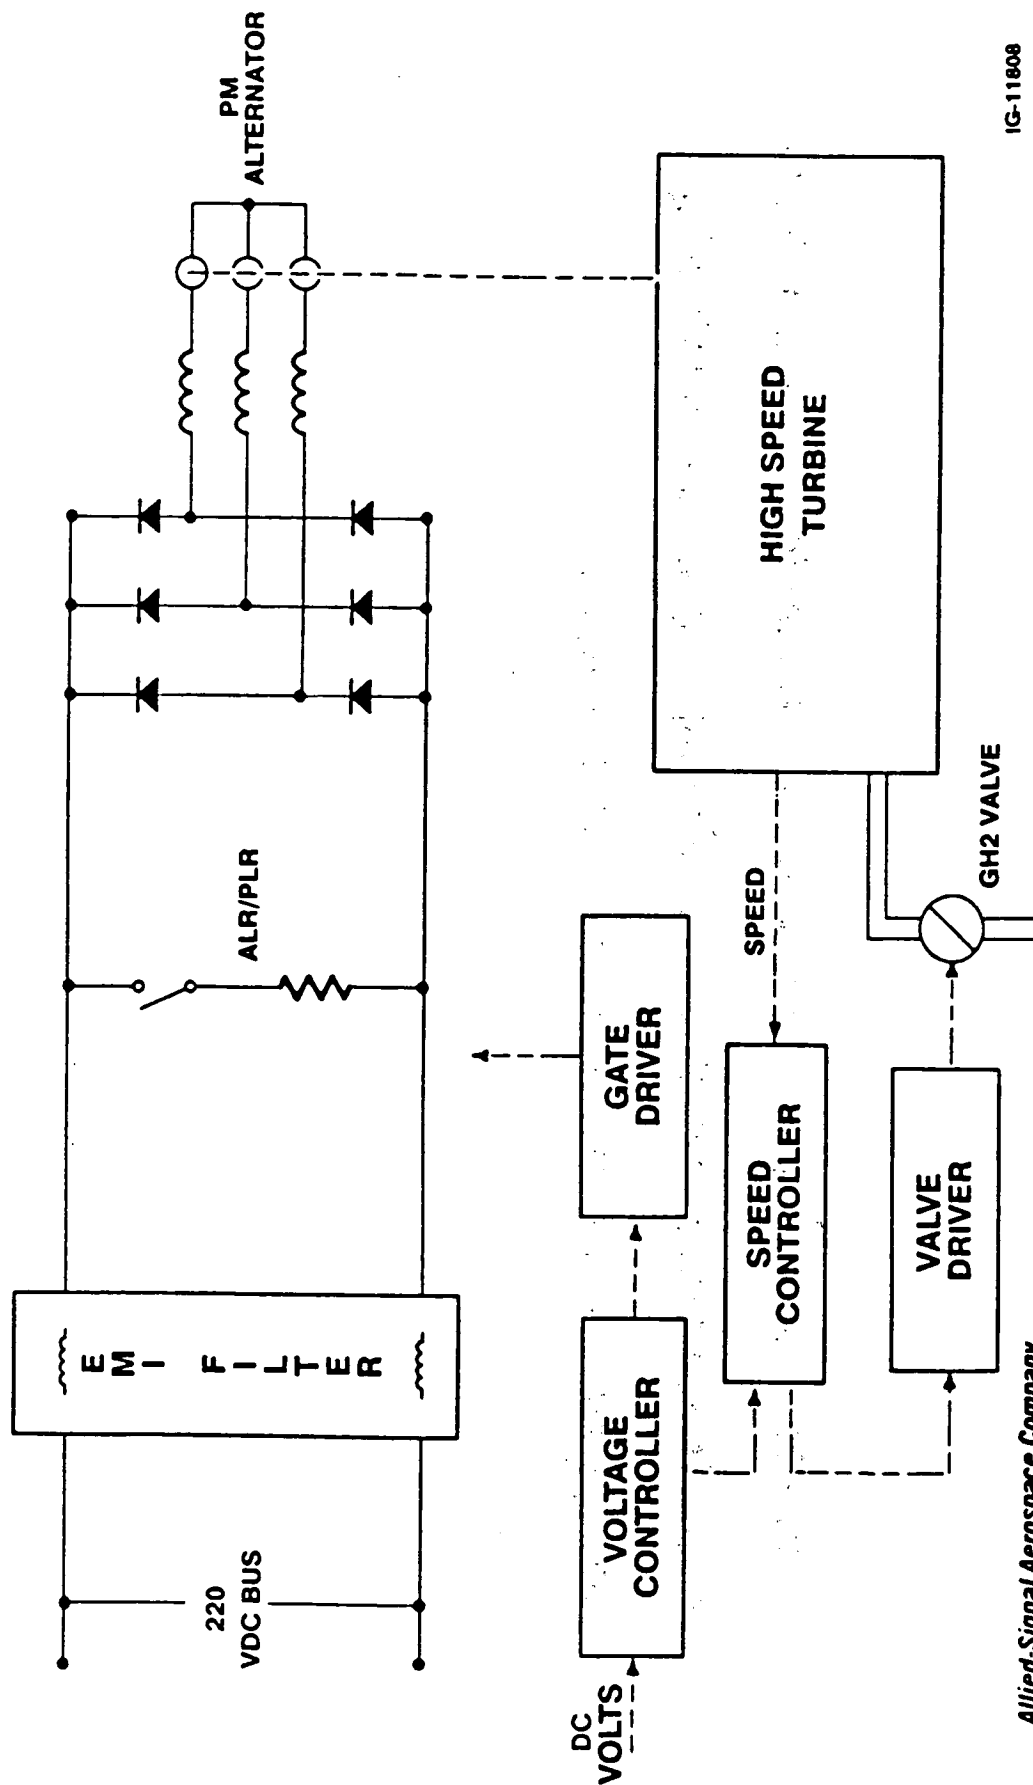 PM
ALTERNATOR
ALR/PLR
EMI FILTER
220
VDC BUS
HIGH SPEED
TURBINE
SPEED
GATE
DRIVER
VOLTAGE
CONTROLLER
DC
VOLTS
SPEED
CONTROLLER
VALVE
DRIVER
GH2 VALVE
Allied-Signal Aerospace Company
IG-11808